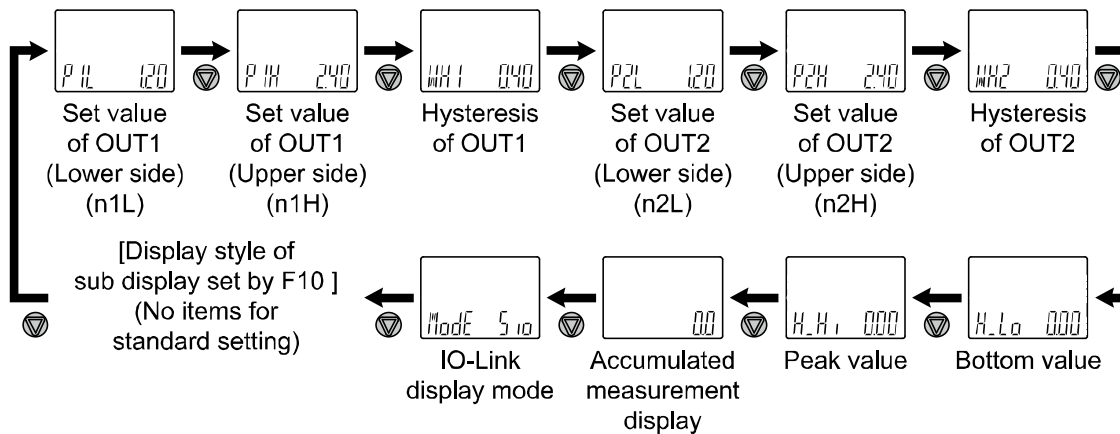 P1L 1.20
P1H 2.40
WH1 0.40
P2L 1.20
P2H 2.40
WH2 0.40
Set value
of OUT1
(Lower side)
(n1L)
Set value
of OUT1
(Upper side)
(n1H)
Hysteresis
of OUT1
Set value
of OUT2
(Lower side)
(n2L)
Set value
of OUT2
(Upper side)
(n2H)
Hysteresis
of OUT2
[Display style of
sub display set by F10 ]
(No items for
standard setting)
ModE Sio
0.0
H_Hi 0.00
H_Lo 0.00
IO-Link
display mode
Accumulated
measurement
display
Peak value
Bottom value